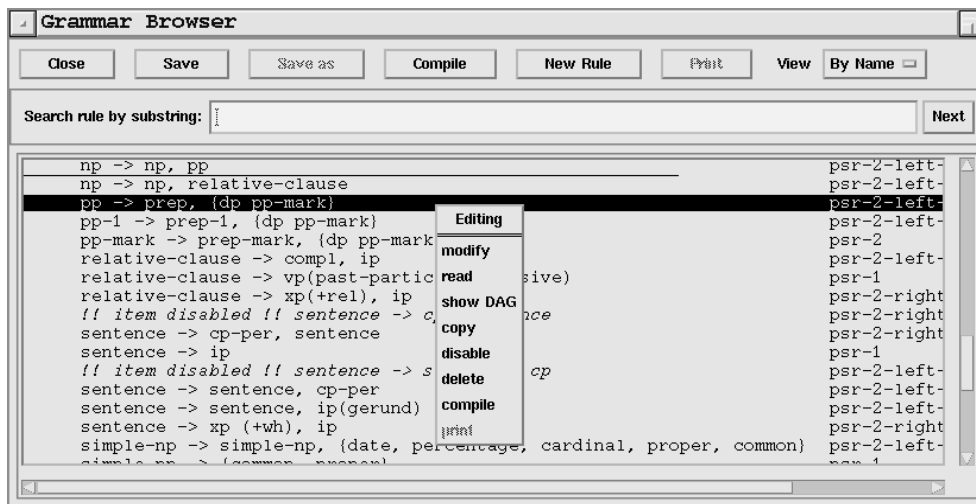 Grammar Browser
Close Save Save as Compile New Rule Print View By Name
Search rule by substring: Next
np -> np, pp psr-2-left-
np -> np, relative-clause psr-2-left-
pp -> prep, {dp pp-mark} psr-2-left-
pp-1 -> prep-1, {dp pp-mark} psr-2-left-
pp-mark -> prep-mark, {dp pp-mark psr-2
relative-clause -> compl, ip psr-2-left-
relative-clause -> vp(past-partic sive) psr-1
relative-clause -> xp(+rel), ip psr-2-right
!! item disabled !! sentence -> c ence psr-2-right
sentence -> cp-per, sentence psr-2-right
sentence -> ip psr-1
!! item disabled !! sentence -> s cp psr-2-left-
sentence -> sentence, cp-per psr-2-left-
sentence -> sentence, ip(gerund) psr-2-left-
sentence -> xp (+wh), ip psr-2-right
simple-np -> simple-np, {date, percentage, cardinal, proper, common} psr-2-left-
simple-np -> {common, proper} psr-1
Editing
modify
read
show DAG
copy
disable
delete
compile
print